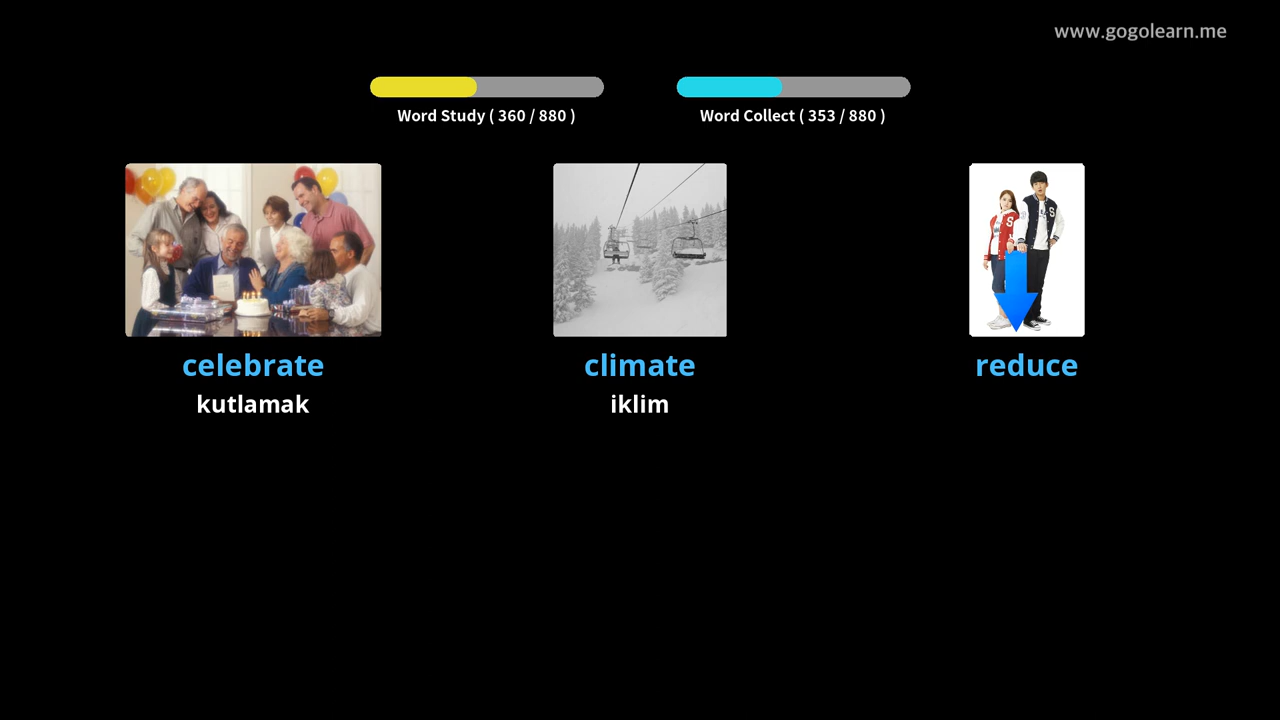 www.gogolearn.me
Word Study ( 360 / 880 )
Word Collect ( 353 / 880 )
S
S
celebrate
climate
reduce
kutlamak
iklim